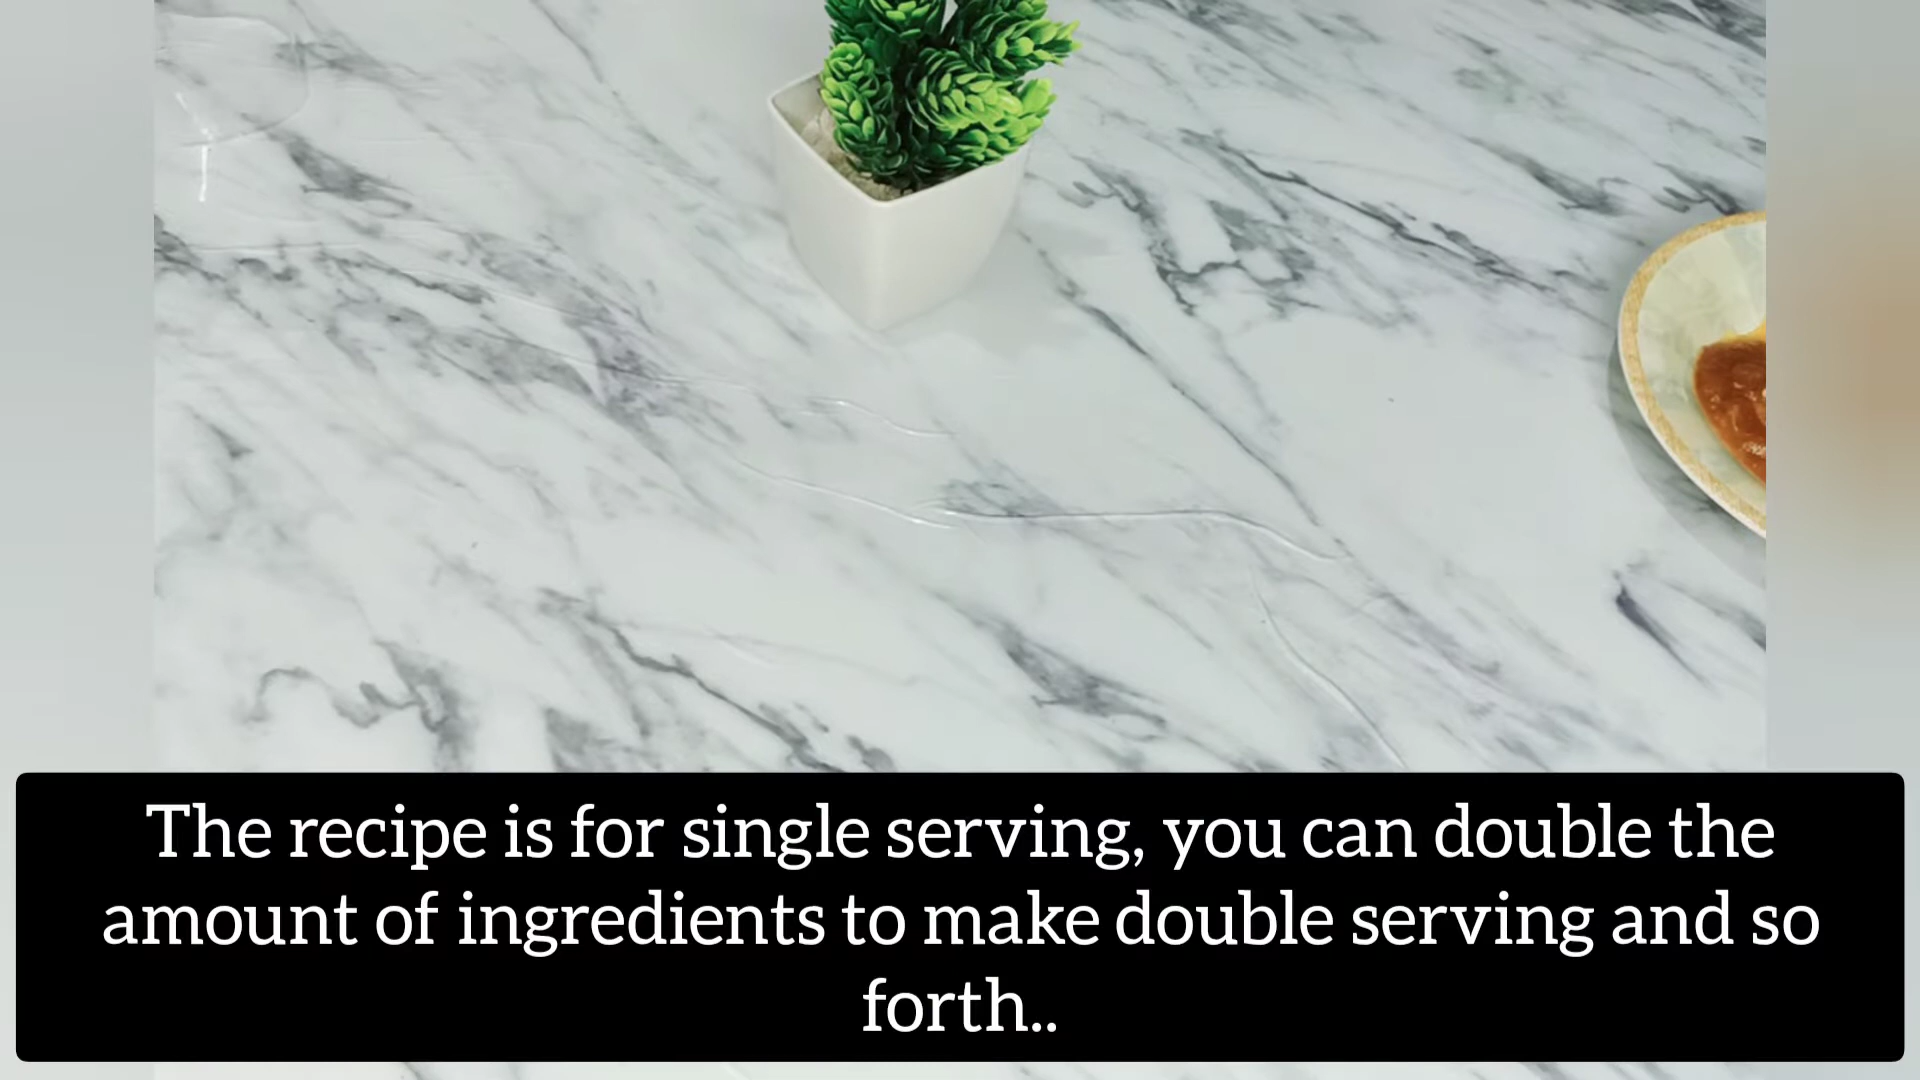 The recipe is for single serving, you can double the
amount of ingredients to make double serving and so
forth..